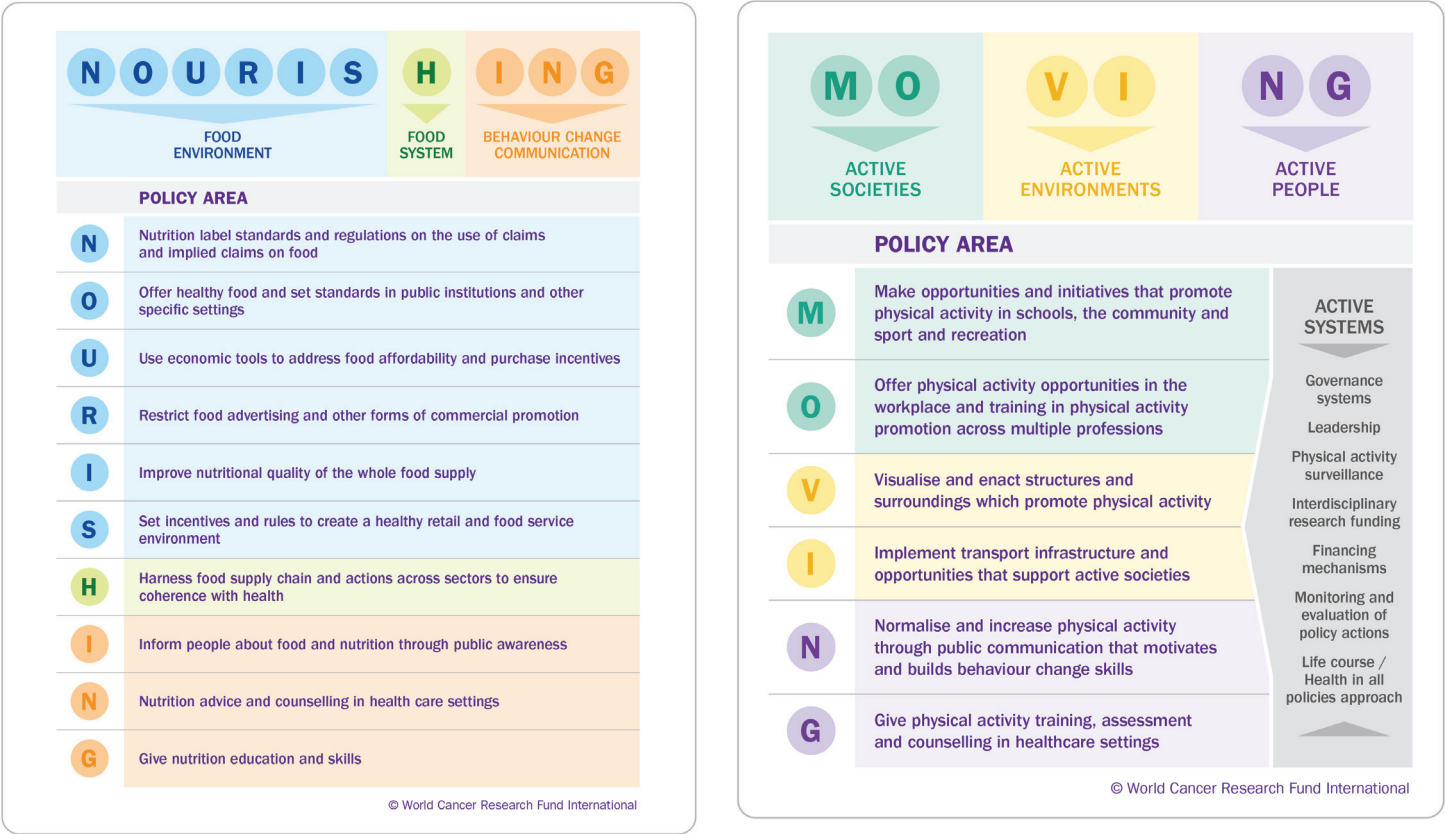 N O U R I S H I N G
FOOD
ENVIRONMENT
FOOD
SYSTEM
BEHAVIOUR CHANGE
COMMUNICATION
POLICY AREA
N
Nutrition label standards and regulations on the use of claims
and implied claims on food
O
Offer healthy food and set standards in public institutions and other
specific settings
U
Use economic tools to address food affordability and purchase incentives
R
Restrict food advertising and other forms of commercial promotion
I
Improve nutritional quality of the whole food supply
S
Set incentives and rules to create a healthy retail and food service
environment
H
Harness food supply chain and actions across sectors to ensure
coherence with health
I
Inform people about food and nutrition through public awareness
N
Nutrition advice and counselling in health care settings
G
Give nutrition education and skills
© World Cancer Research Fund International
M O V I N G
ACTIVE
SOCIETIES
ACTIVE
ENVIRONMENTS
ACTIVE
PEOPLE
POLICY AREA
M
Make opportunities and initiatives that promote
physical activity in schools, the community and
sport and recreation
O
Offer physical activity opportunities in the
workplace and training in physical activity
promotion across multiple professions
V
Visualise and enact structures and
surroundings which promote physical activity
I
Implement transport infrastructure and
opportunities that support active societies
N
Normalise and increase physical activity
through public communication that motivates
and builds behaviour change skills
G
Give physical activity training, assessment
and counselling in healthcare settings
ACTIVE
SYSTEMS
Governance
systems
Leadership
Physical activity
surveillance
Interdisciplinary
research funding
Financing
mechanisms
Monitoring and
evaluation of
policy actions
Life course /
Health in all
policies approach
© World Cancer Research Fund International